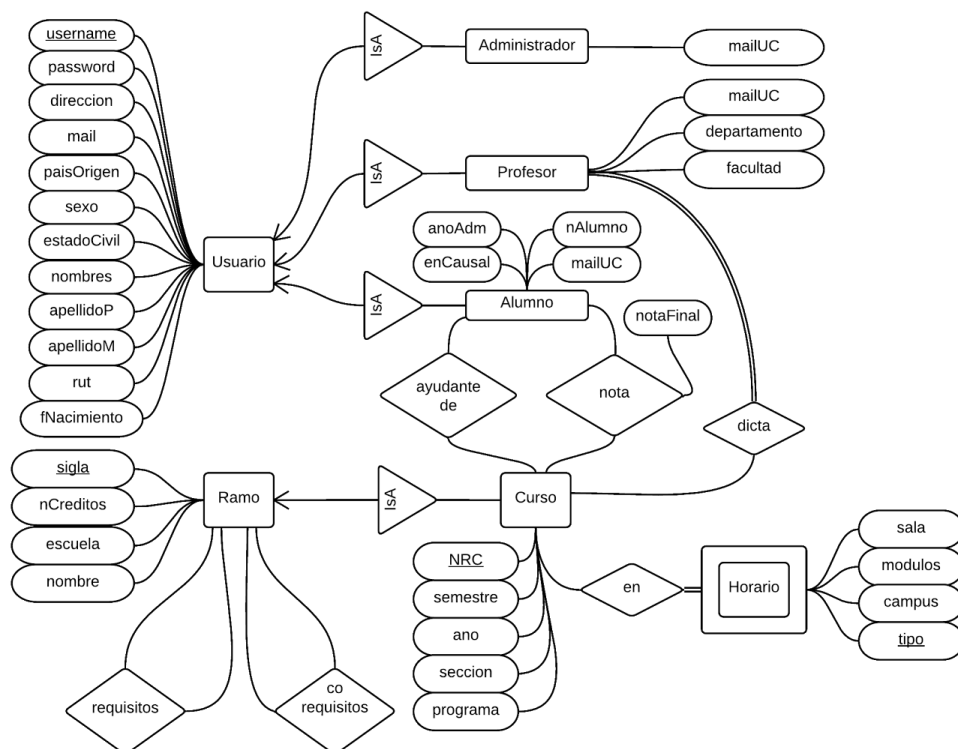 username
password
direccion
mail
paisOrigen
sexo
estadoCivil
nombres
apellidoP
apellidoM
rut
fNacimiento
Usuario
IsA
Administrador
mailUC
IsA
Profesor
mailUC
departamento
facultad
IsA
anoAdm
nAlumno
enCausal
mailUC
Alumno
notaFinal
ayudante
de
nota
dicta
sigla
nCreditos
escuela
nombre
Ramo
IsA
Curso
requisitos
co
requisitos
NRC
semestre
ano
seccion
programa
en
Horario
sala
modulos
campus
tipo